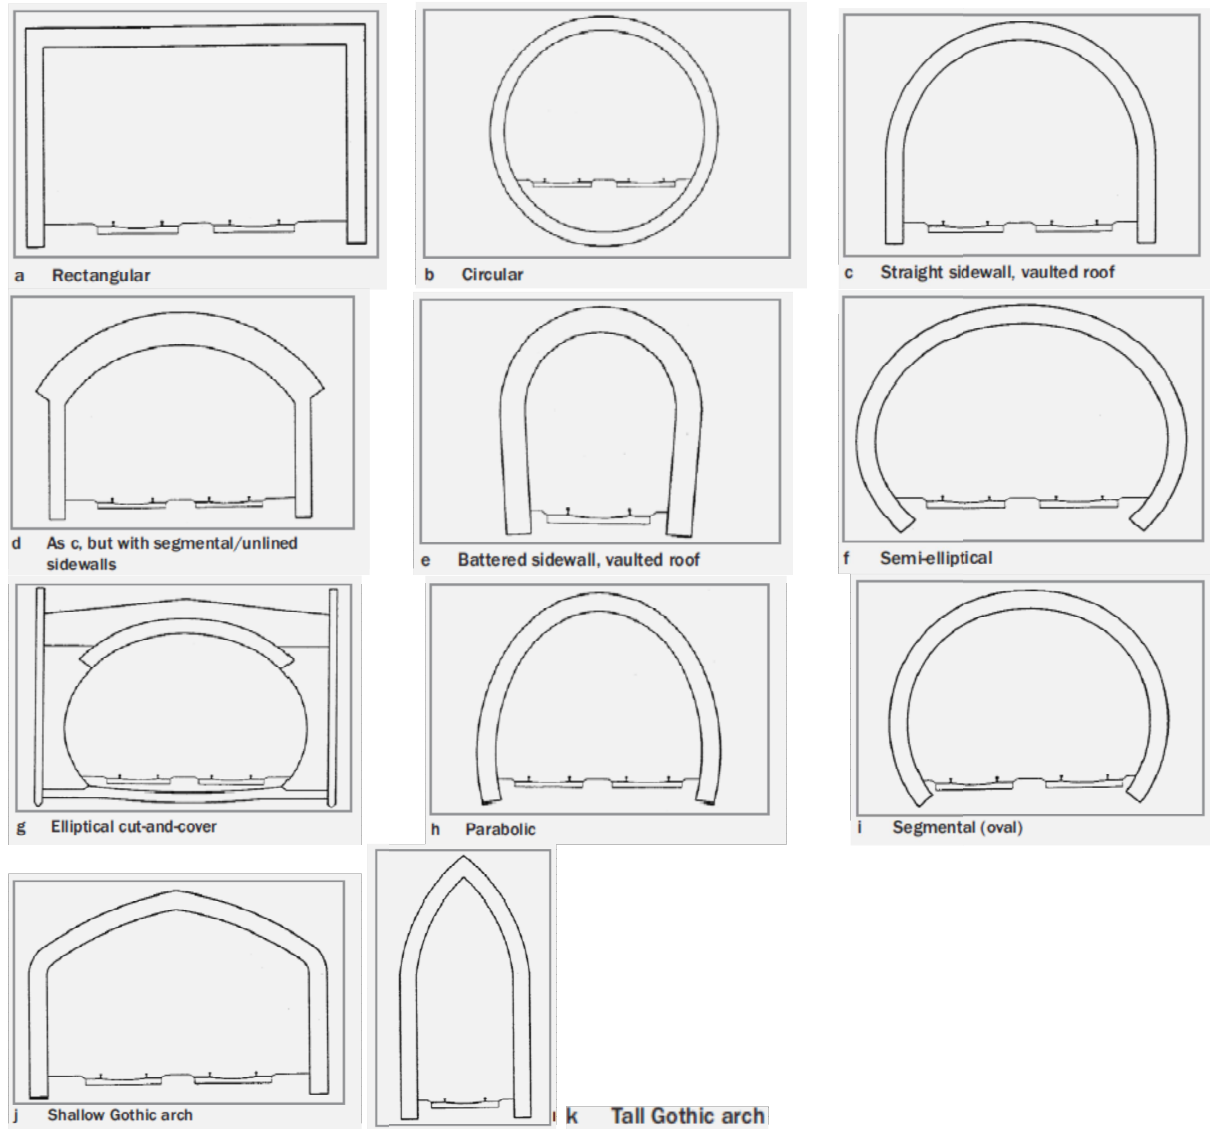 a Rectangular
b Circular
c Straight sidewall, vaulted roof
d As c, but with segmental/unlined
sidewalls
e Battered sidewall, vaulted roof
f Semi-elliptical
g Elliptical cut-and-cover
h Parabolic
i Segmental (oval)
j Shallow Gothic arch
k Tall Gothic arch